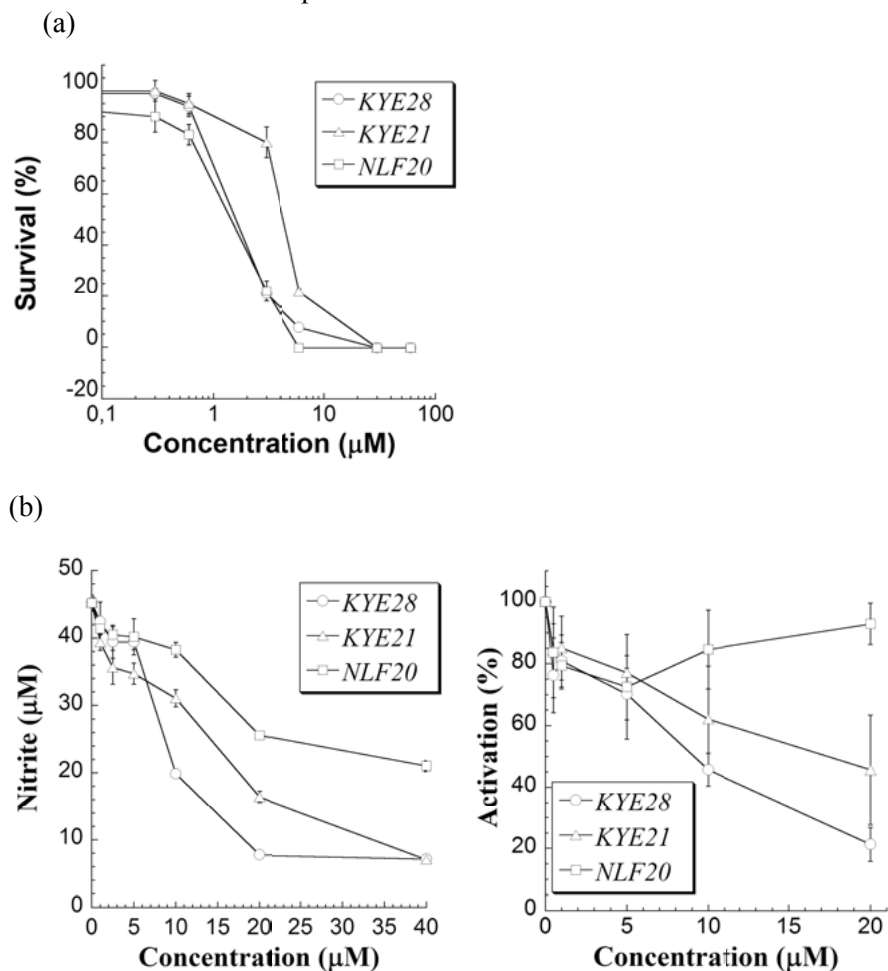 (a)
100
80
60
40
20
0
-20
Survival (%)
KYE28
KYE21
NLF20
0,1
1
10
100
Concentration (μM)
(b)
50
40
30
20
10
0
Nitrite (μM)
KYE28
KYE21
NLF20
0 5 10 15 20 25 30 35 40
Concentration (μM)
100
80
60
40
20
0
Activation (%)
KYE28
KYE21
NLF20
0 5 10 15 20
Concentration (μM)